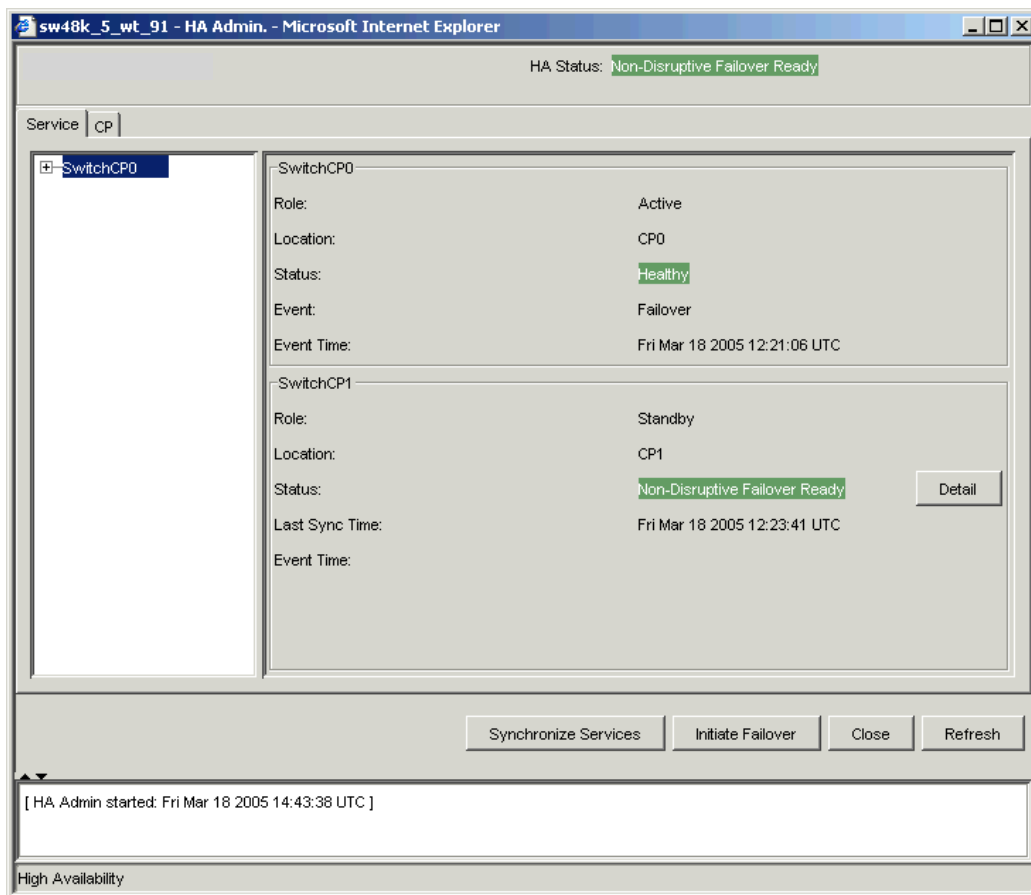 sw48k_5_wt_91 - HA Admin. - Microsoft Internet Explorer
HA Status: Non-Disruptive Failover Ready
Service CP
SwitchCP0
SwitchCP0
Role: Active
Location: CP0
Status: Healthy
Event: Failover
Event Time: Fri Mar 18 2005 12:21:06 UTC
SwitchCP1
Role: Standby
Location: CP1
Status: Non-Disruptive Failover Ready Detail
Last Sync Time: Fri Mar 18 2005 12:23:41 UTC
Event Time:
Synchronize Services Initiate Failover Close Refresh
[ HA Admin started: Fri Mar 18 2005 14:43:38 UTC ]
High Availability